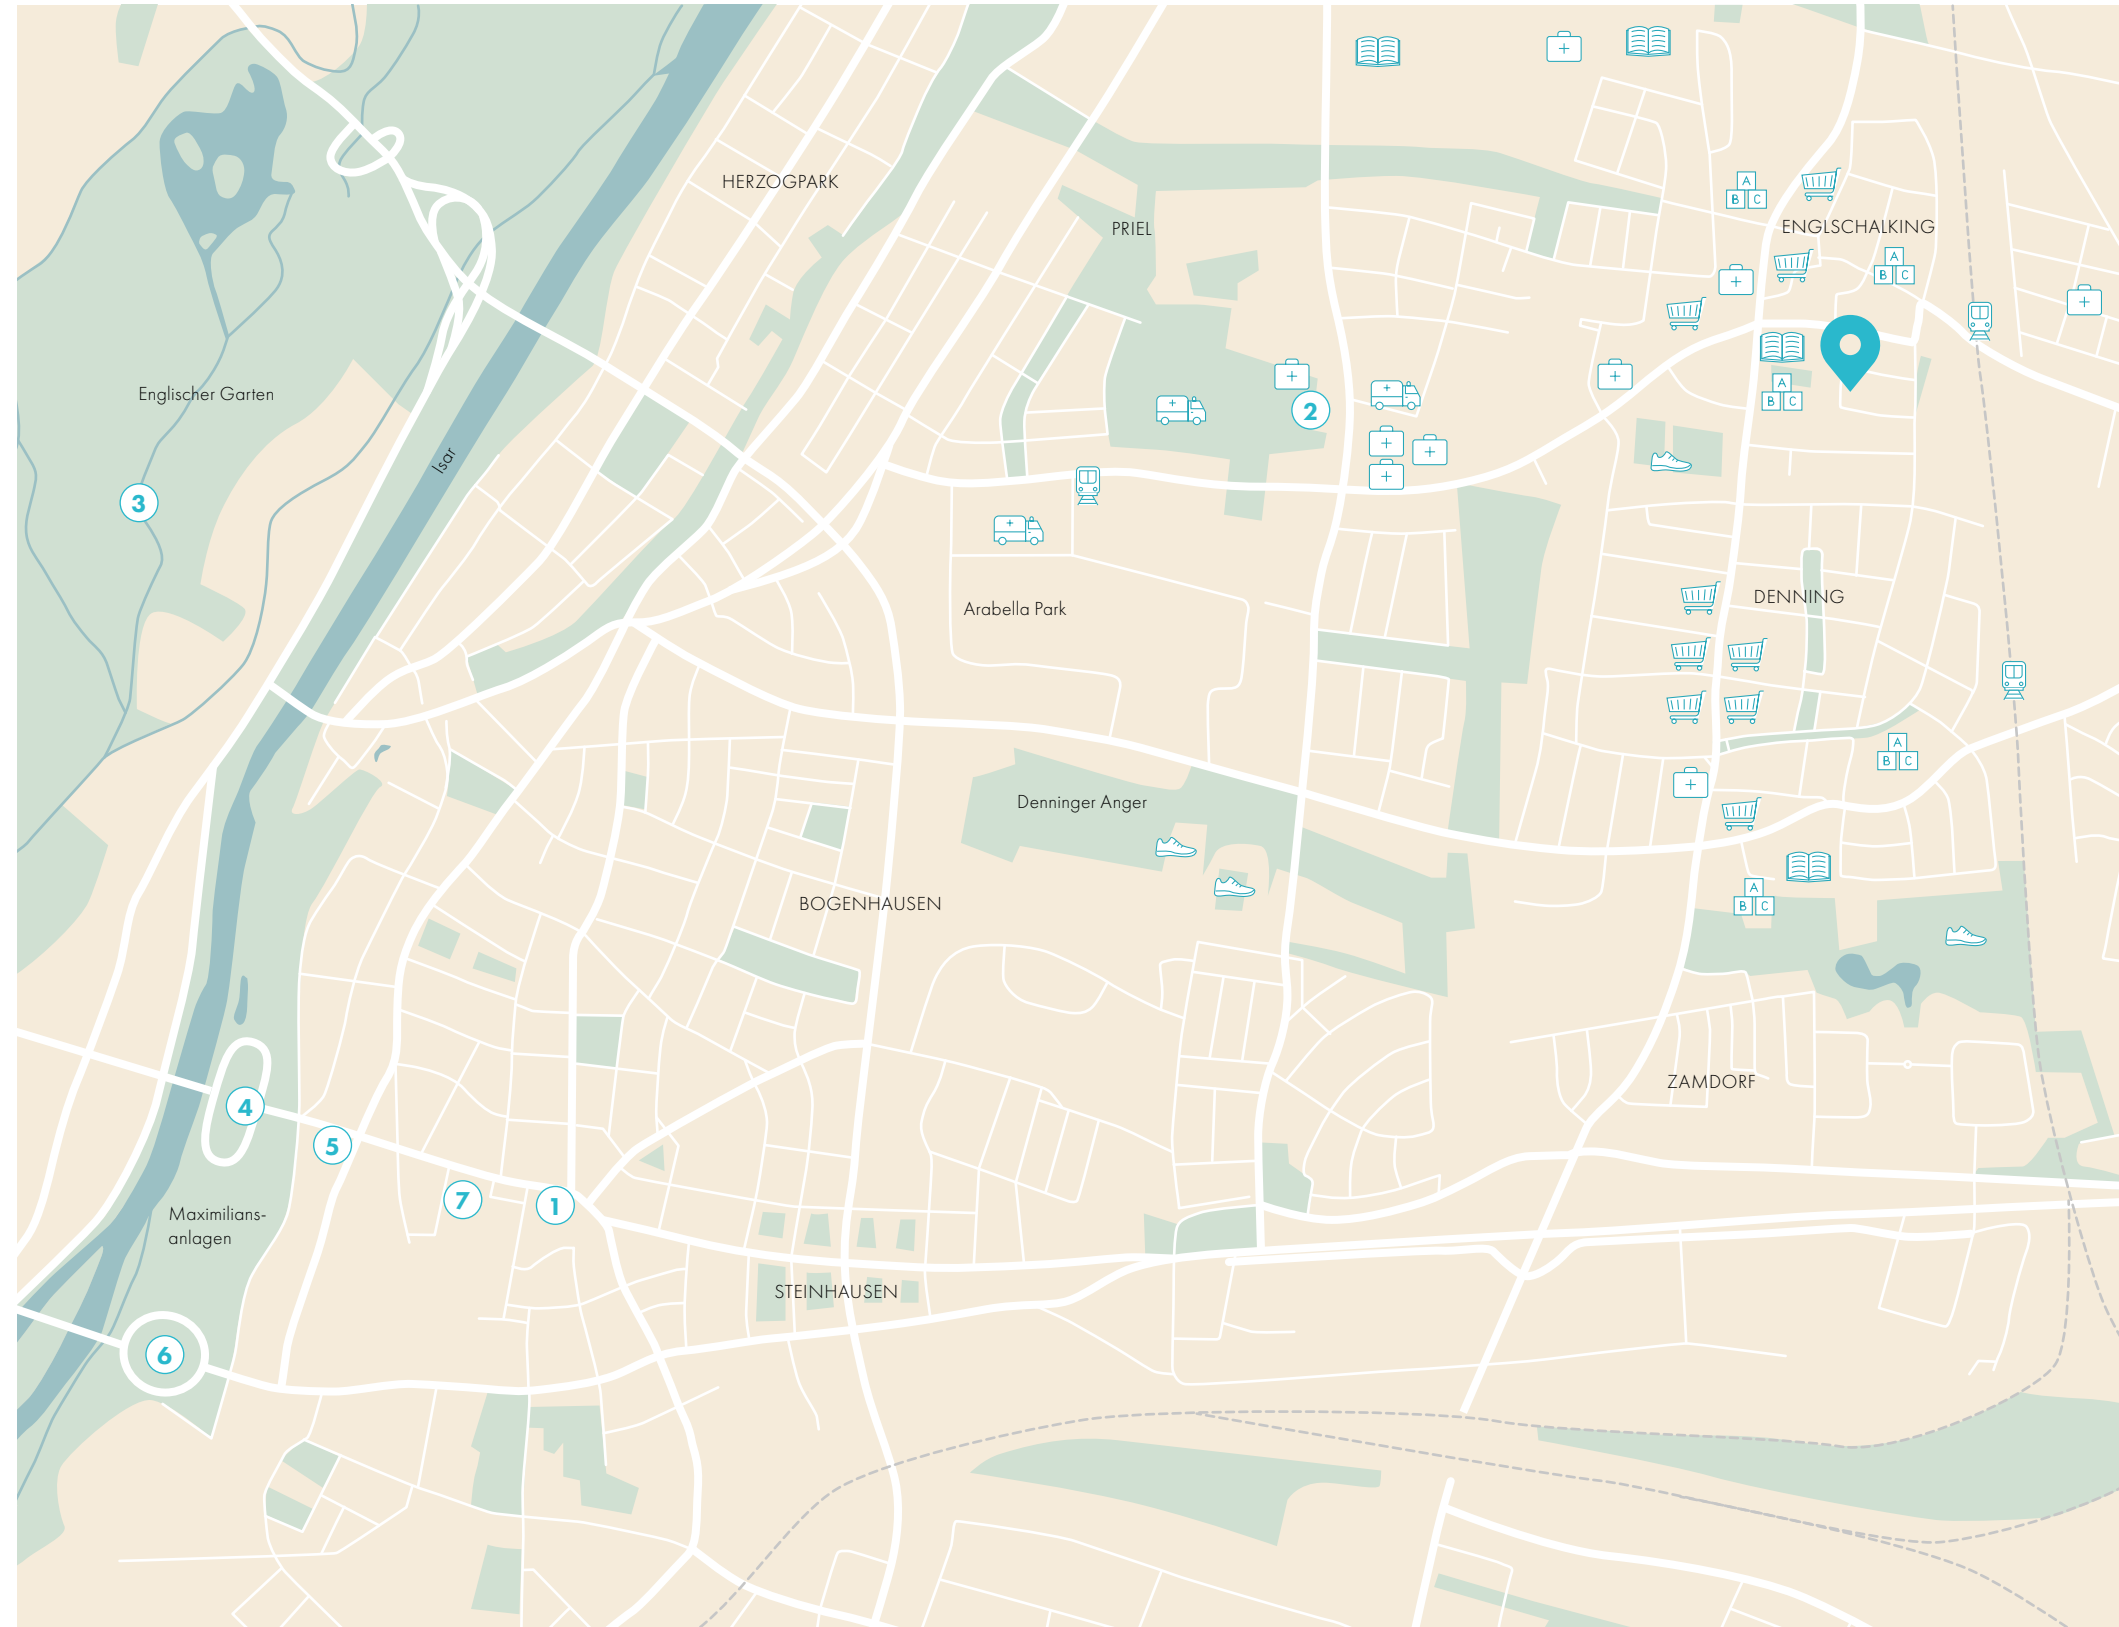 HERZOGPARK
PRIEL
A
B C
ENGLSCHALKING
A
B C
A
B C
Englischer Garten
2
Isar
3
DENNING
Arabella Park
A
B C
Denninger Anger
A
B C
BOGENHAUSEN
ZAMDORF
4
5
7
1
Maximilians-
anlagen
STEINHAUSEN
6